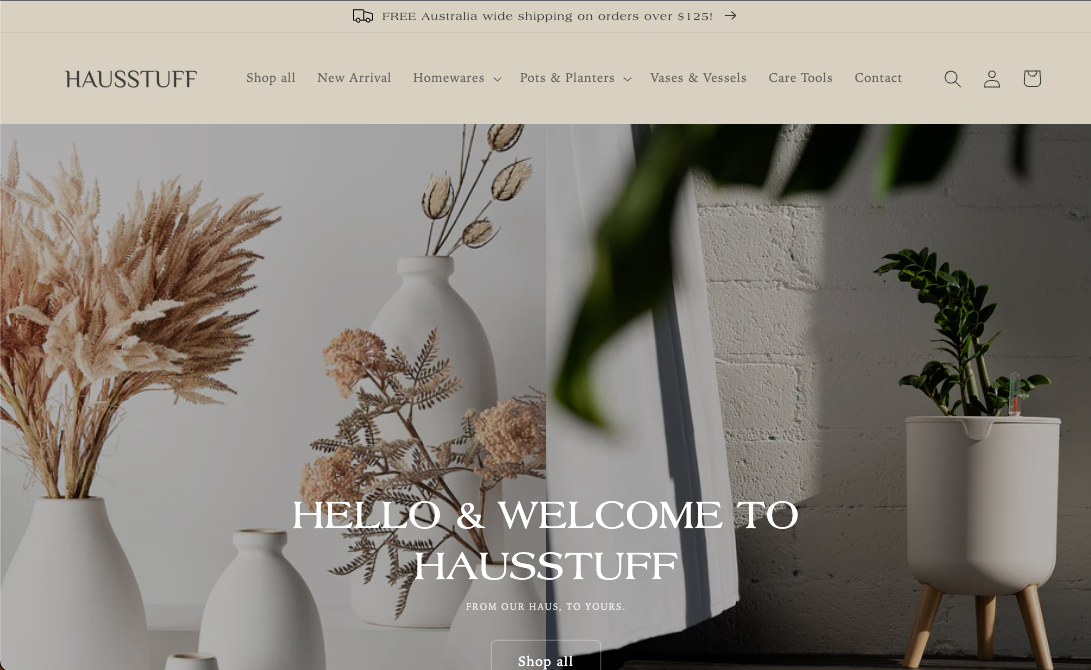 FREE Australia wide shipping on orders over $125!
HAUSSTUFF
Shop all
New Arrival
Homewares
Pots & Planters
Vases & Vessels
Care Tools
Contact
HELLO & WELCOME TO
HAUSSTUFF
FROM OUR HAUS, TO YOURS.
Shop all